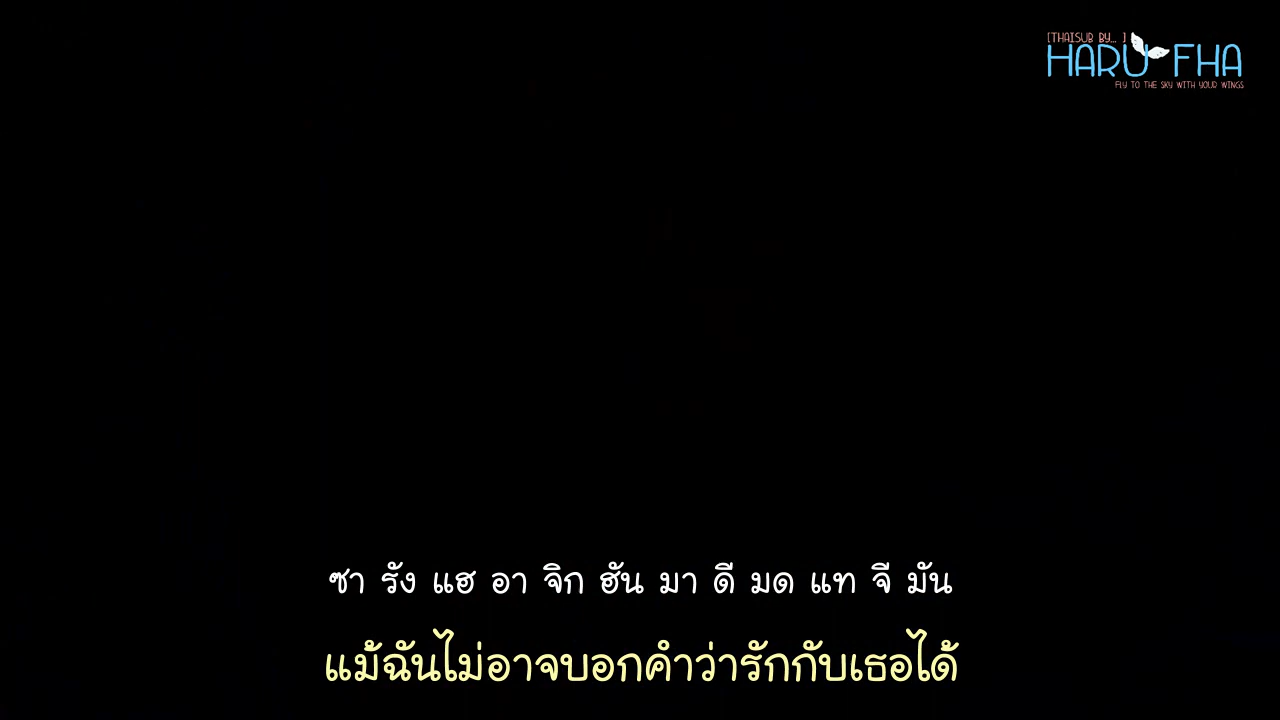 [THAISUB BY... ]
HARU FHA
FLY TO THE SKY WITH YOUR WINGS
ซา รัง แฮ อา จิก ฮัน มา ดี มด แท จี มัน
แม้ฉันไม่อาจบอกคำว่ารักกับเธอได้